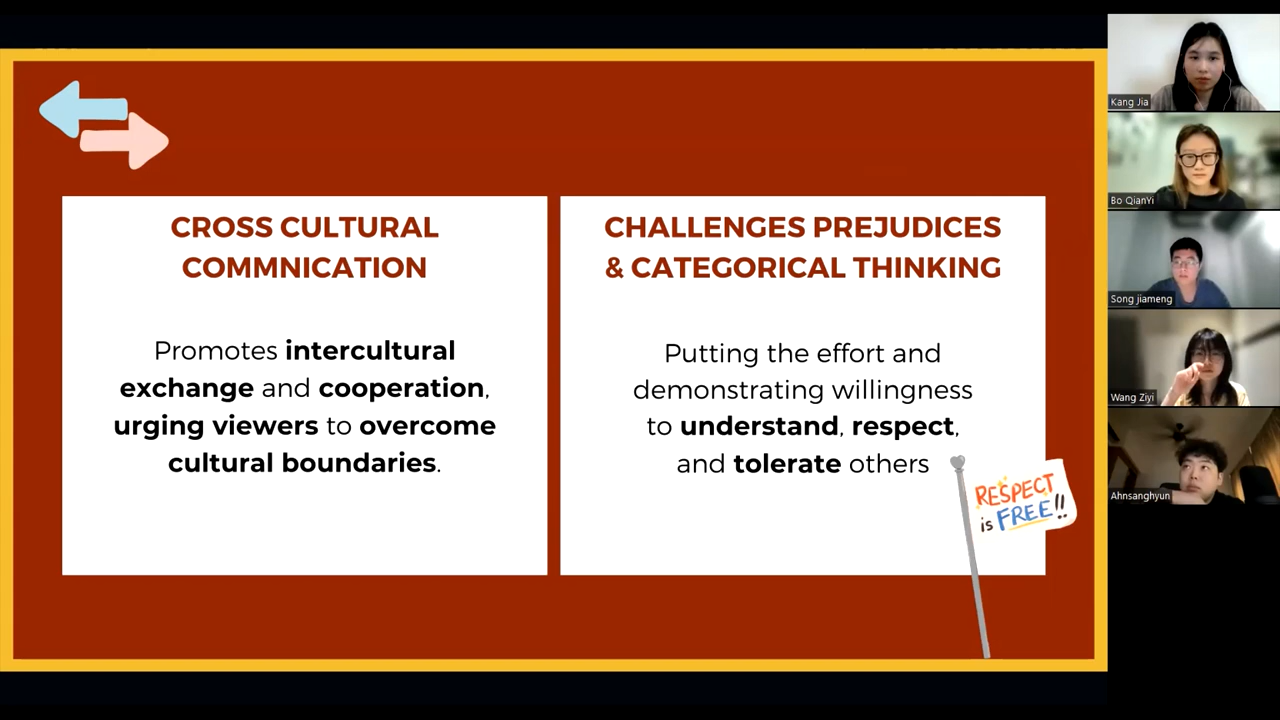 CROSS CULTURAL
COMMNICATION
Promotes intercultural
exchange and cooperation,
urging viewers to overcome
cultural boundaries.
CHALLENGES PREJUDICES
& CATEGORICAL THINKING
Putting the effort and
demonstrating willingness
to understand, respect,
and tolerate others
RESPECT
is FREE!!
Kang Jia
Bo QianYi
Song jiameng
Wang Ziyi
Ahnsanghyun